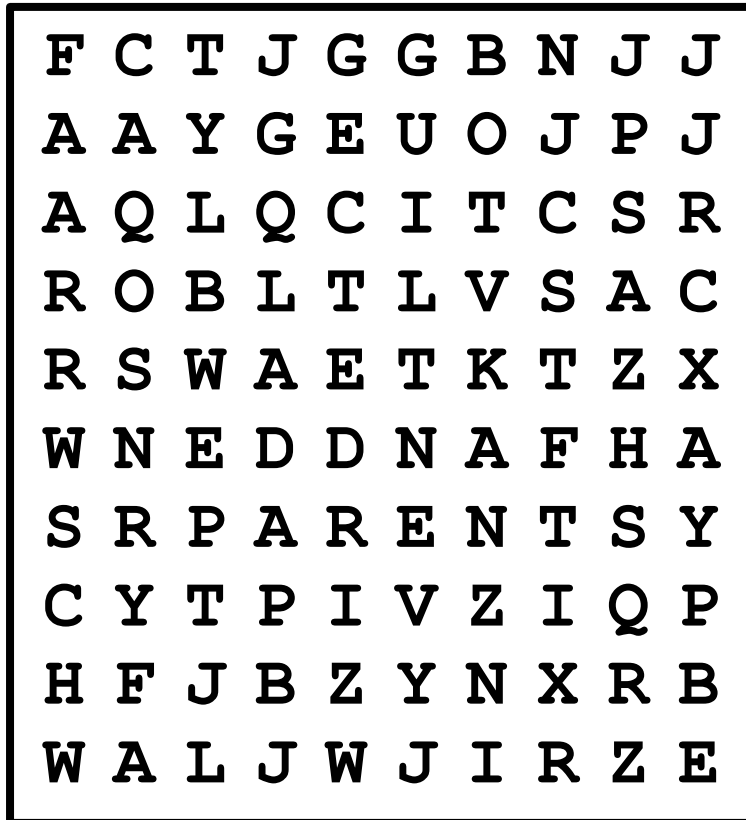 F C T J G G B N J J
A A Y G E U O J P J
A Q L Q C I T C S R
R O B L T L V S A C
R S W A E T K T Z X
W N E D D N A F H A
S R P A R E N T S Y
C Y T P I V Z I Q P
H F J B Z Y N X R B
W A L J W J I R Z E